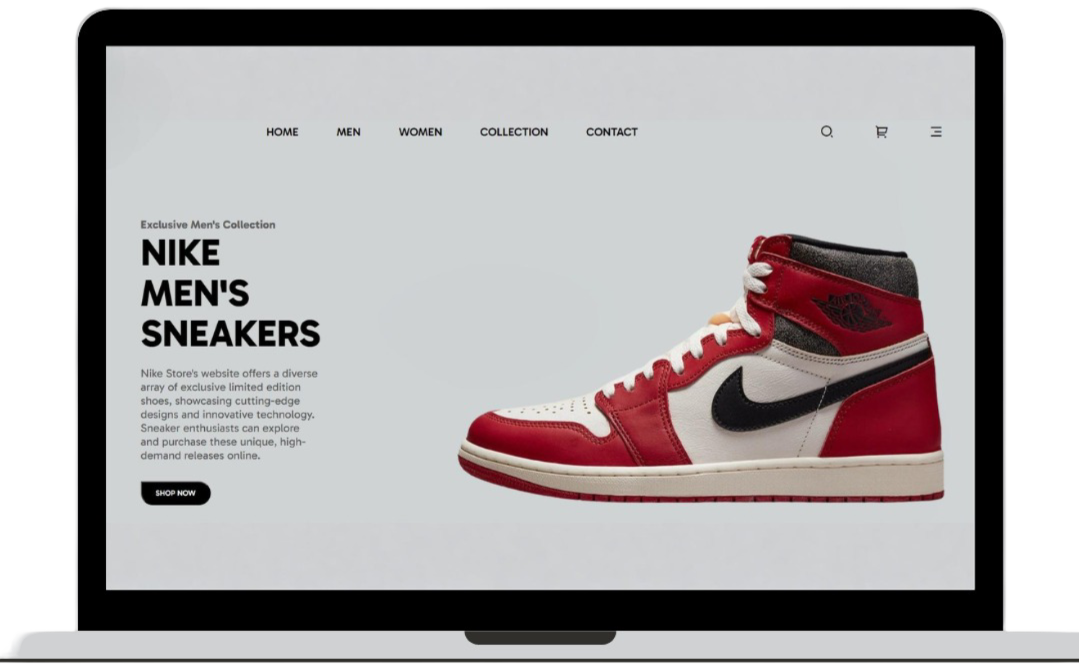 HOME MEN WOMEN COLLECTION CONTACT
Exclusive Men's Collection
NIKE
MEN'S
SNEAKERS
Nike Store's website offers a diverse
array of exclusive limited edition
shoes, showcasing cutting-edge
designs and innovative technology.
Sneaker enthusiasts can explore
and purchase these unique, high-
demand releases online.
SHOP NOW